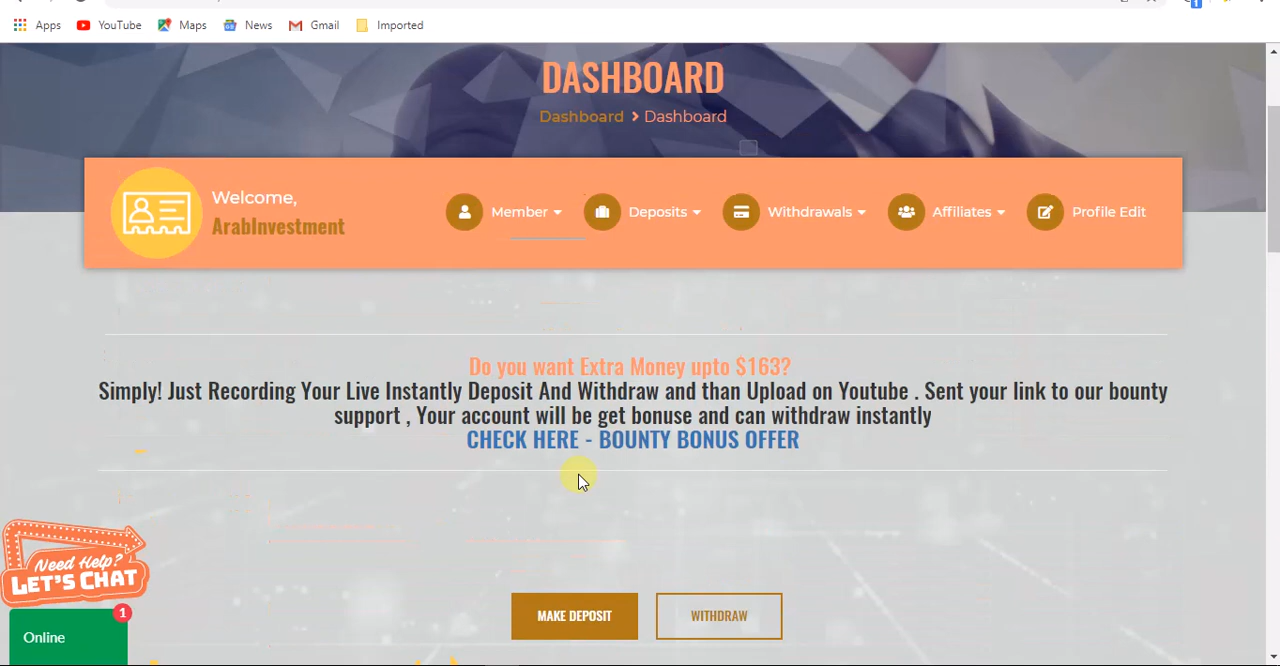 Apps YouTube Maps News Gmail Imported
DASHBOARD
Dashboard > Dashboard
Welcome,
ArabInvestment
Member Deposits Withdrawals Affiliates Profile Edit
Do you want Extra Money upto $163?
Simply! Just Recording Your Live Instantly Deposit And Withdraw and than Upload on Youtube . Sent your link to our bounty
support , Your account will be get bonuse and can withdraw instantly
CHECK HERE - BOUNTY BONUS OFFER
Need Help?
LET'S CHAT
MAKE DEPOSIT WITHDRAW
1
Online